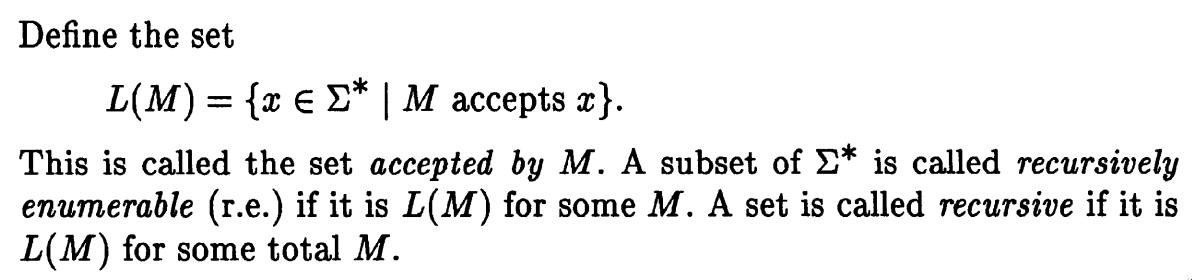 Define the set
L(M) = {x ∈ Σ* | M accepts x}.
This is called the set accepted by M. A subset of Σ* is called recursively
enumerable (r.e.) if it is L(M) for some M. A set is called recursive if it is
L(M) for some total M.